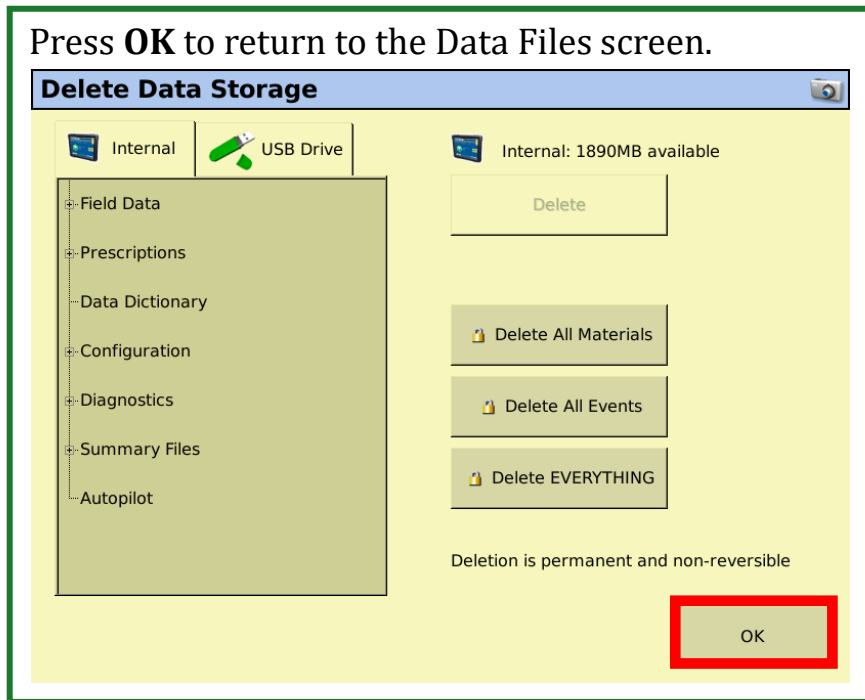 Press OK to return to the Data Files screen.
Delete Data Storage
Internal
USB Drive
Internal: 1890MB available
Field Data
Prescriptions
Data Dictionary
Configuration
Diagnostics
Summary Files
Autopilot
Delete
Delete All Materials
Delete All Events
Delete EVERYTHING
Deletion is permanent and non-reversible
OK